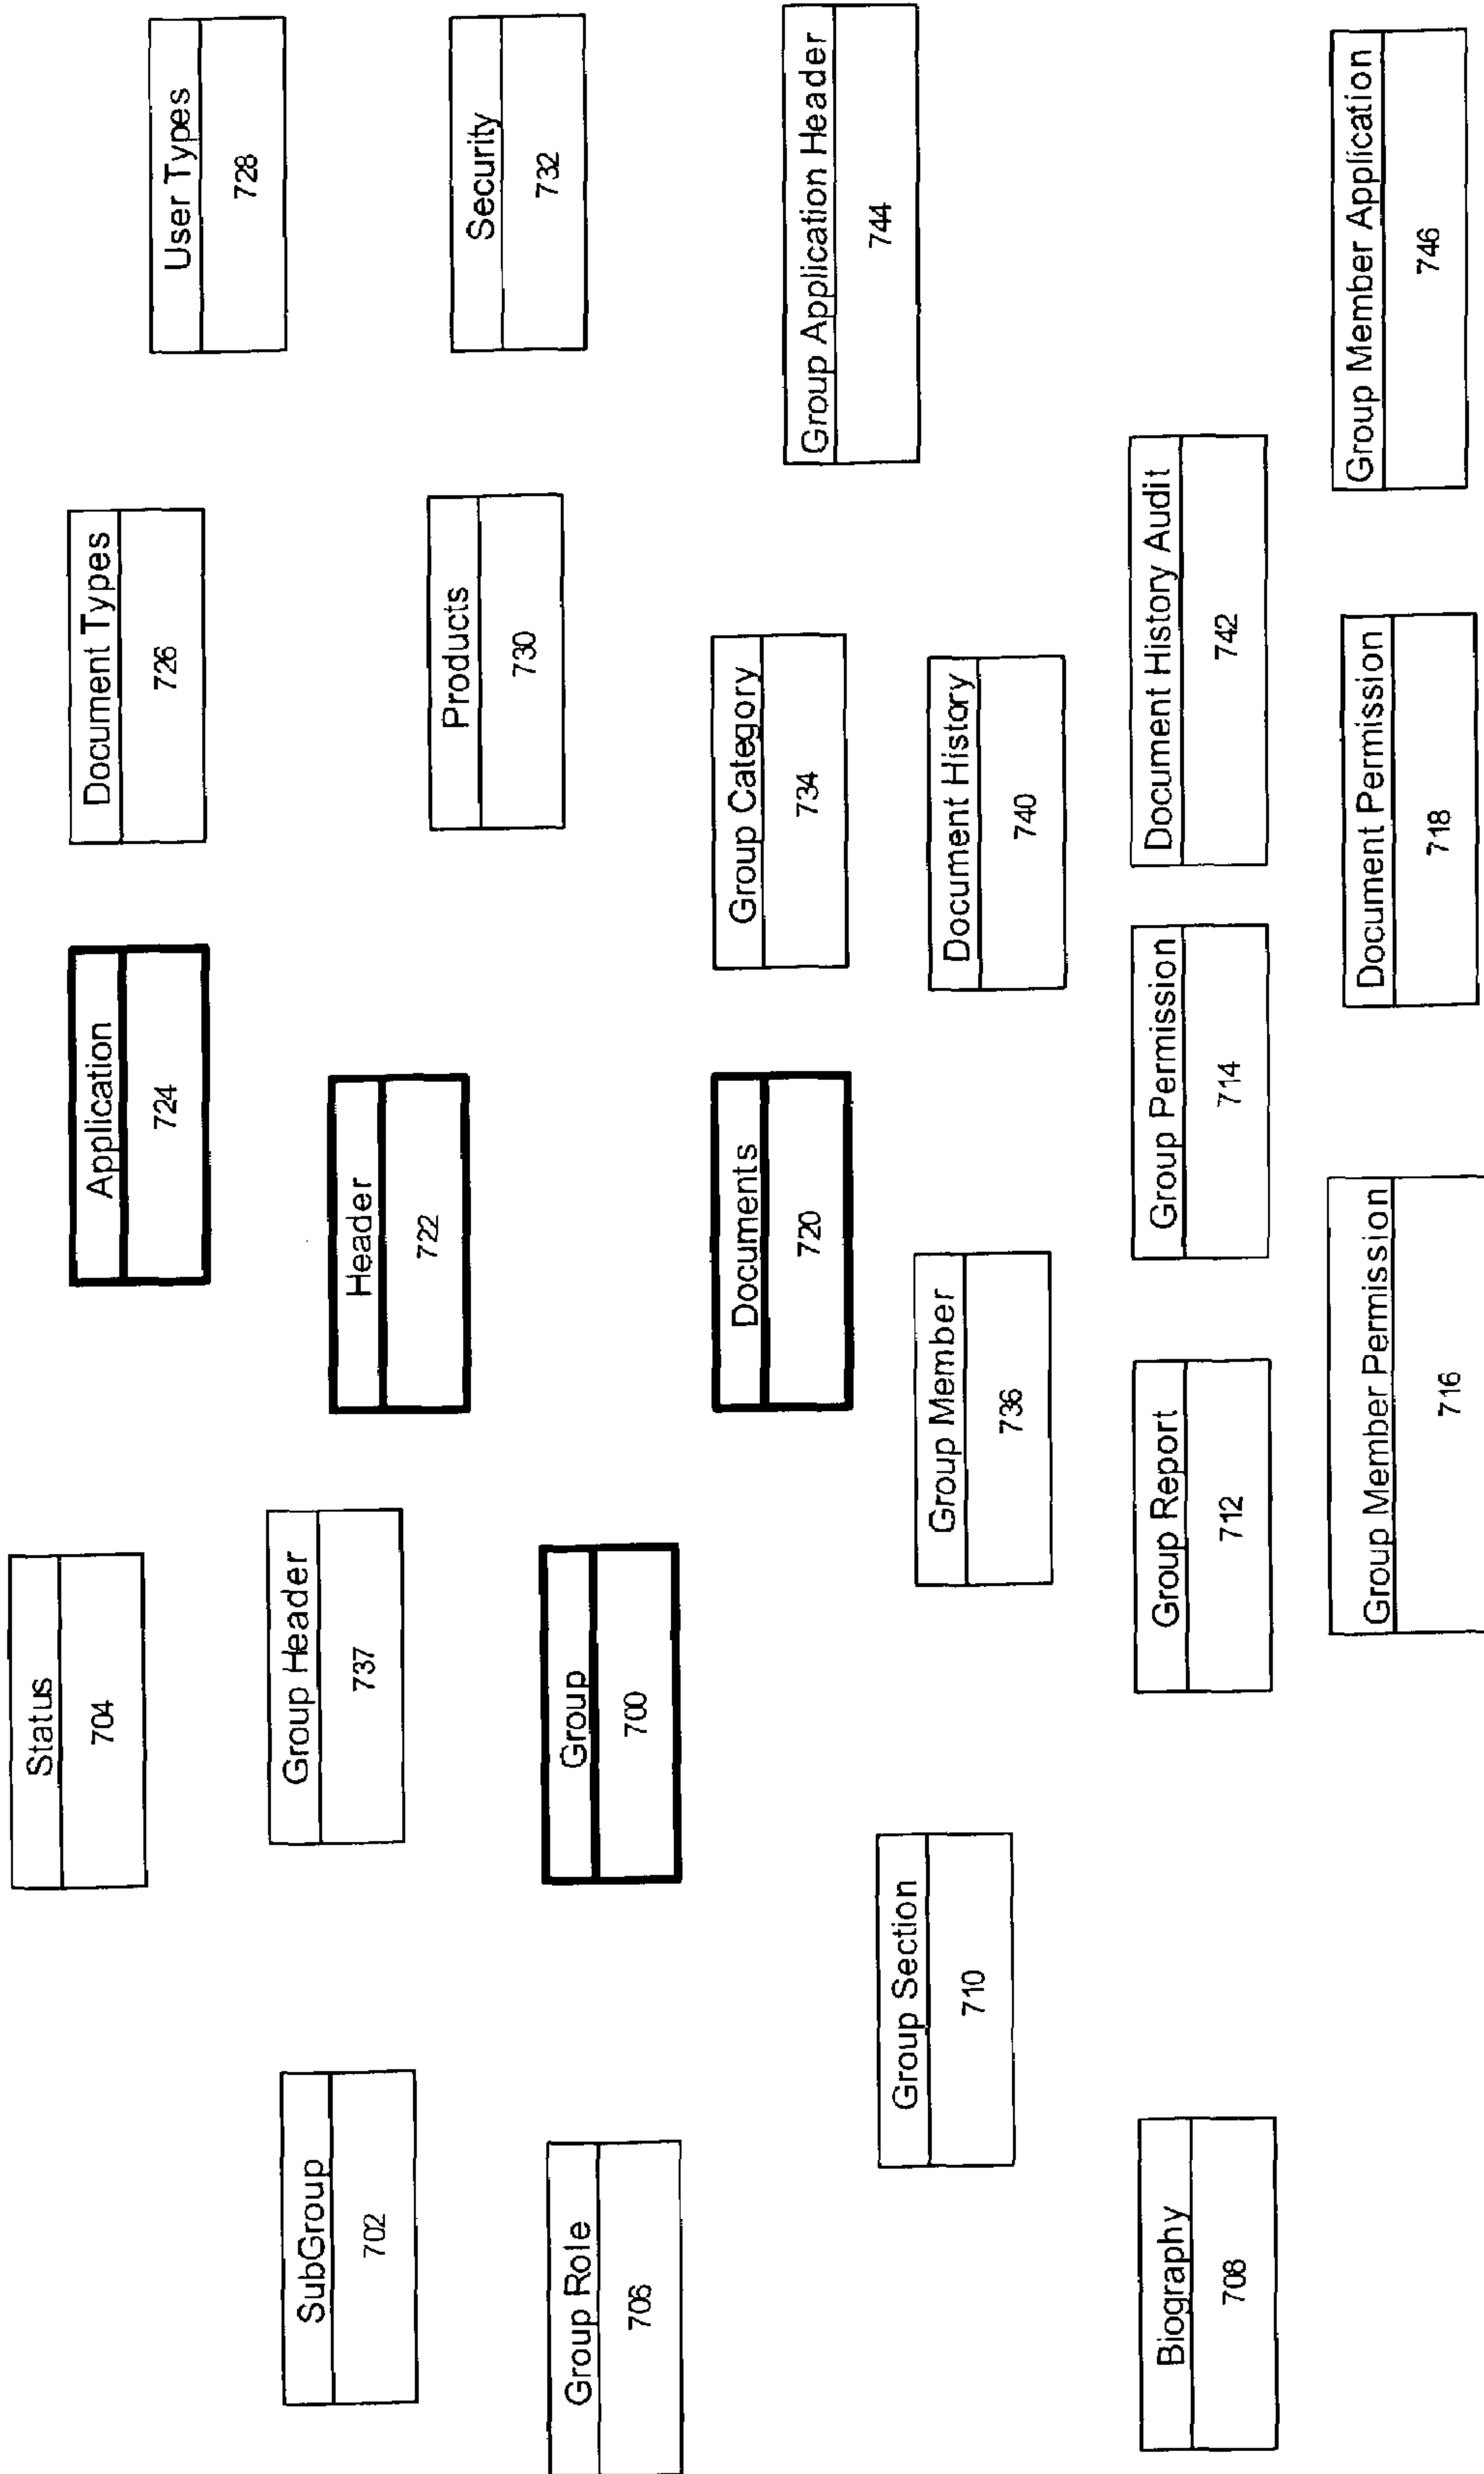 Status
704
Application
724
Document Types
726
User Types
728
SubGroup
702
Group Header
737
Header
722
Products
730
Security
732
Group Role
706
Group
700
Documents
720
Group Category
734
Group Application Header
744
Group Section
710
Group Member
736
Document History
740
Biography
708
Group Report
712
Group Permission
714
Document History Audit
742
Group Member Permission
716
Document Permission
718
Group Member Application
746